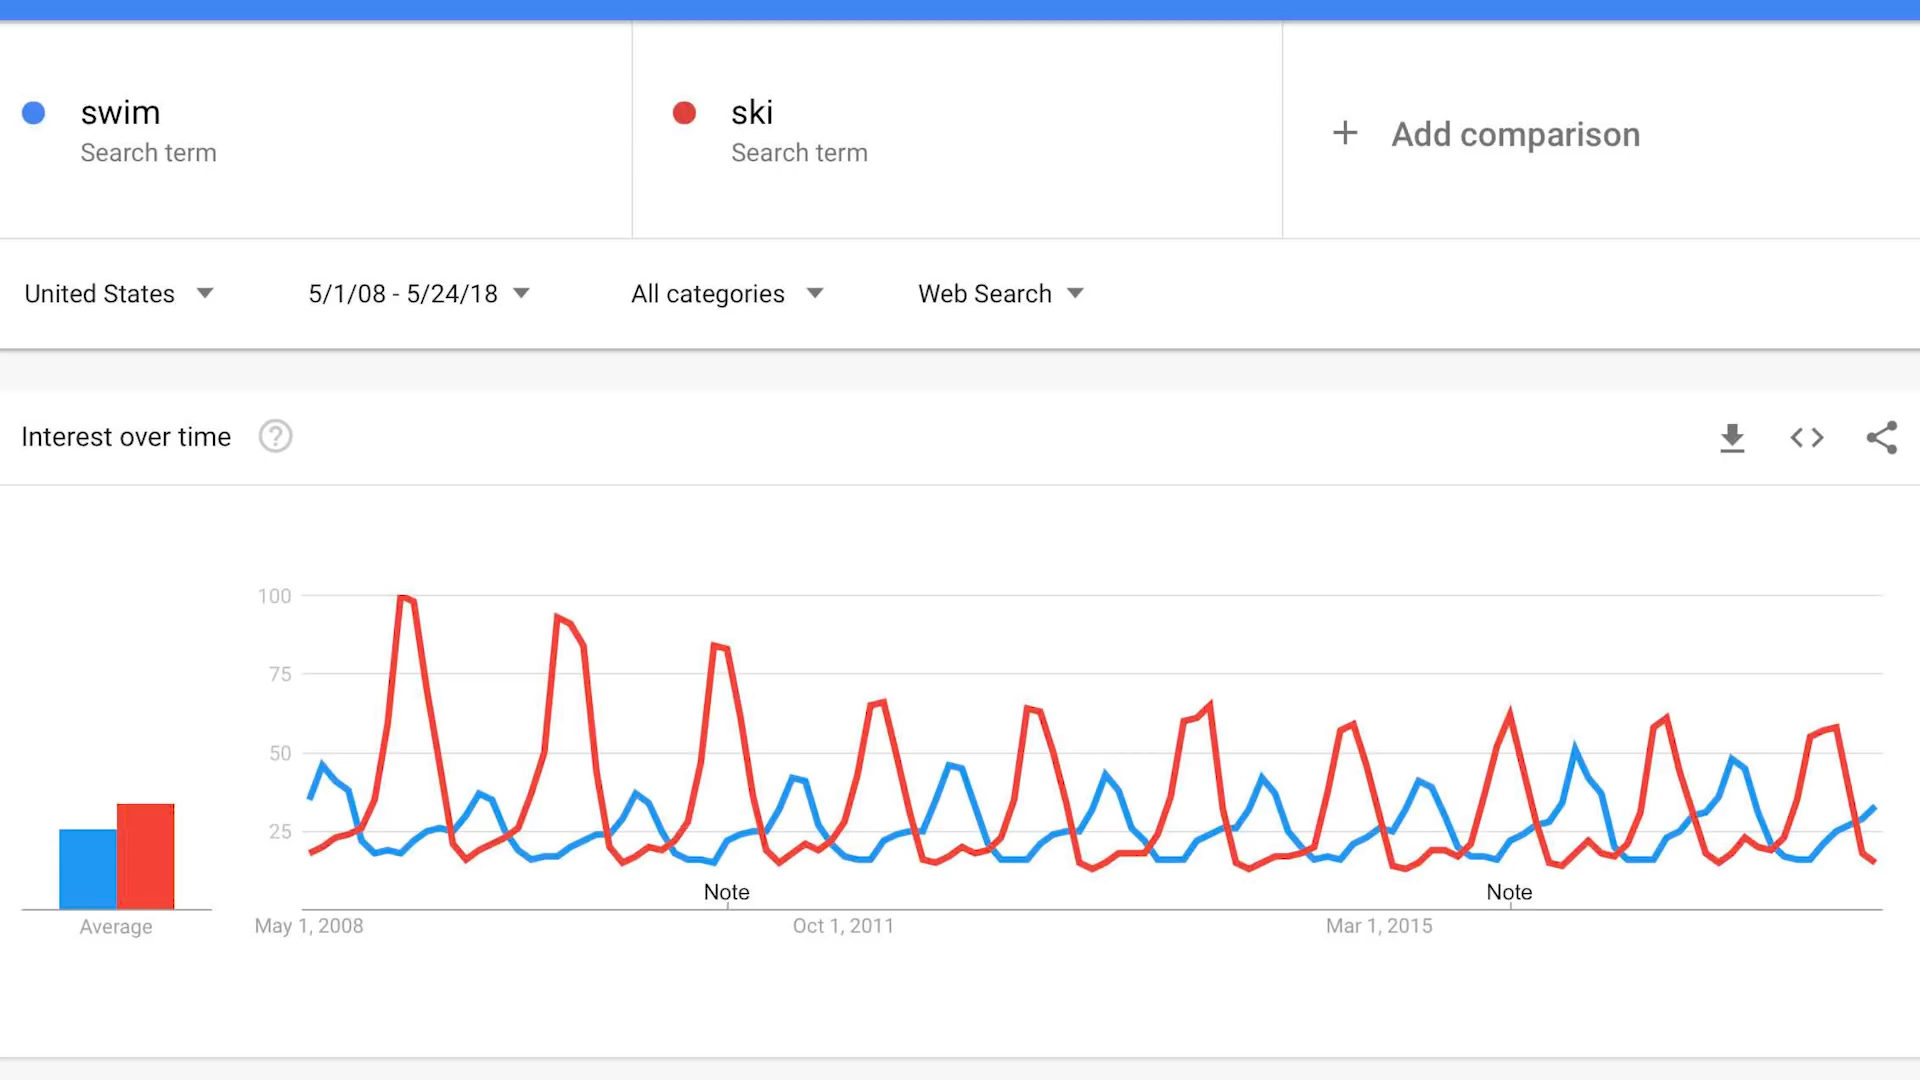 swim
Search term
ski
Search term
+ Add comparison
United States
5/1/08 - 5/24/18
All categories
Web Search
Interest over time
?
100
75
50
25
Note
Note
Average
May 1, 2008
Oct 1, 2011
Mar 1, 2015